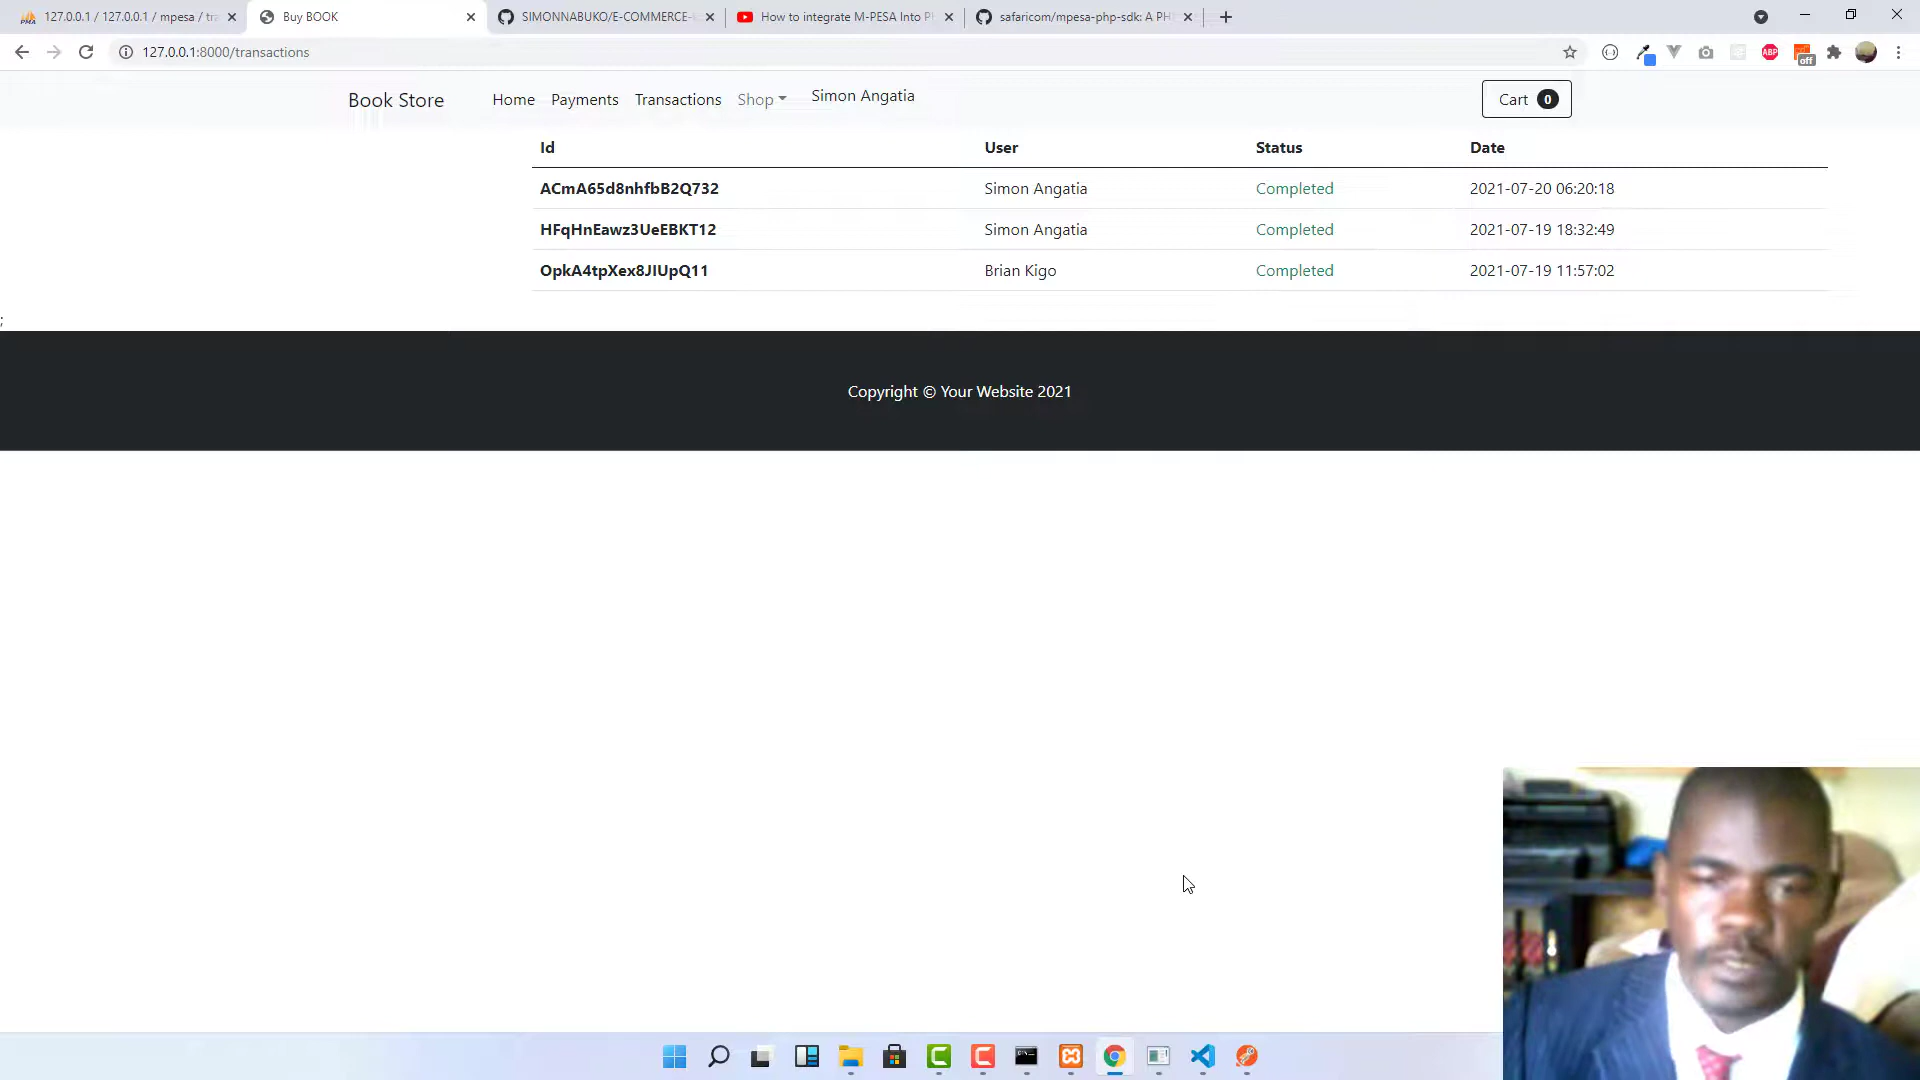 127.0.0.1 / 127.0.0.1 / mpesa / tra
Buy BOOK
SIMONNABUKO/E-COMMERCE-
How to integrate M-PESA Into P
safaricom/mpesa-php-sdk: A PH
127.0.0.1:8000/transactions
ABP
off
Book Store
Home
Payments
Transactions
Shop
Simon Angatia
Cart 0
Id User Status Date
ACmA65d8nhfbB2Q732 Simon Angatia Completed 2021-07-20 06:20:18
HFqHnEawz3UeEBKT12 Simon Angatia Completed 2021-07-19 18:32:49
OpkA4tpXex8JIUpQ11 Brian Kigo Completed 2021-07-19 11:57:02
;
Copyright © Your Website 2021